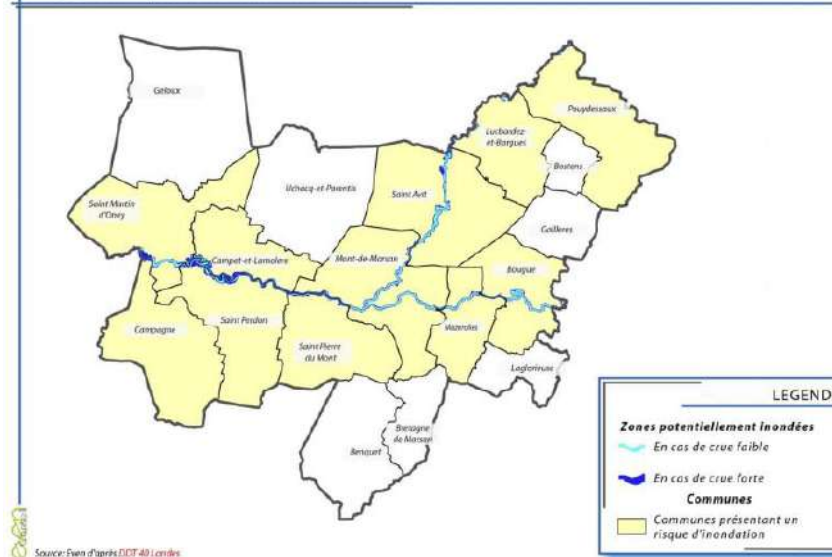 Geloux
Pouydessaux
Lucbardez-
et-Bargues
Bostens
Uchacq-et-Parentis
Saint Avit
Saint Martin
d'Oney
Gaillères
Campet-et-Lamolère
Mont-de-Marsan
Bougue
Campagne
Saint Perdon
Saint Pierre
du Mont
Mazerolles
Laglorieuse
Bretagne
de Marsan
Benquet
LEGEND
Zones potentiellement inondées
En cas de crue faible
En cas de crue forte
Communes
Communes présentant un
risque d'inondation
Source: Even d'après DDT 40 Landes